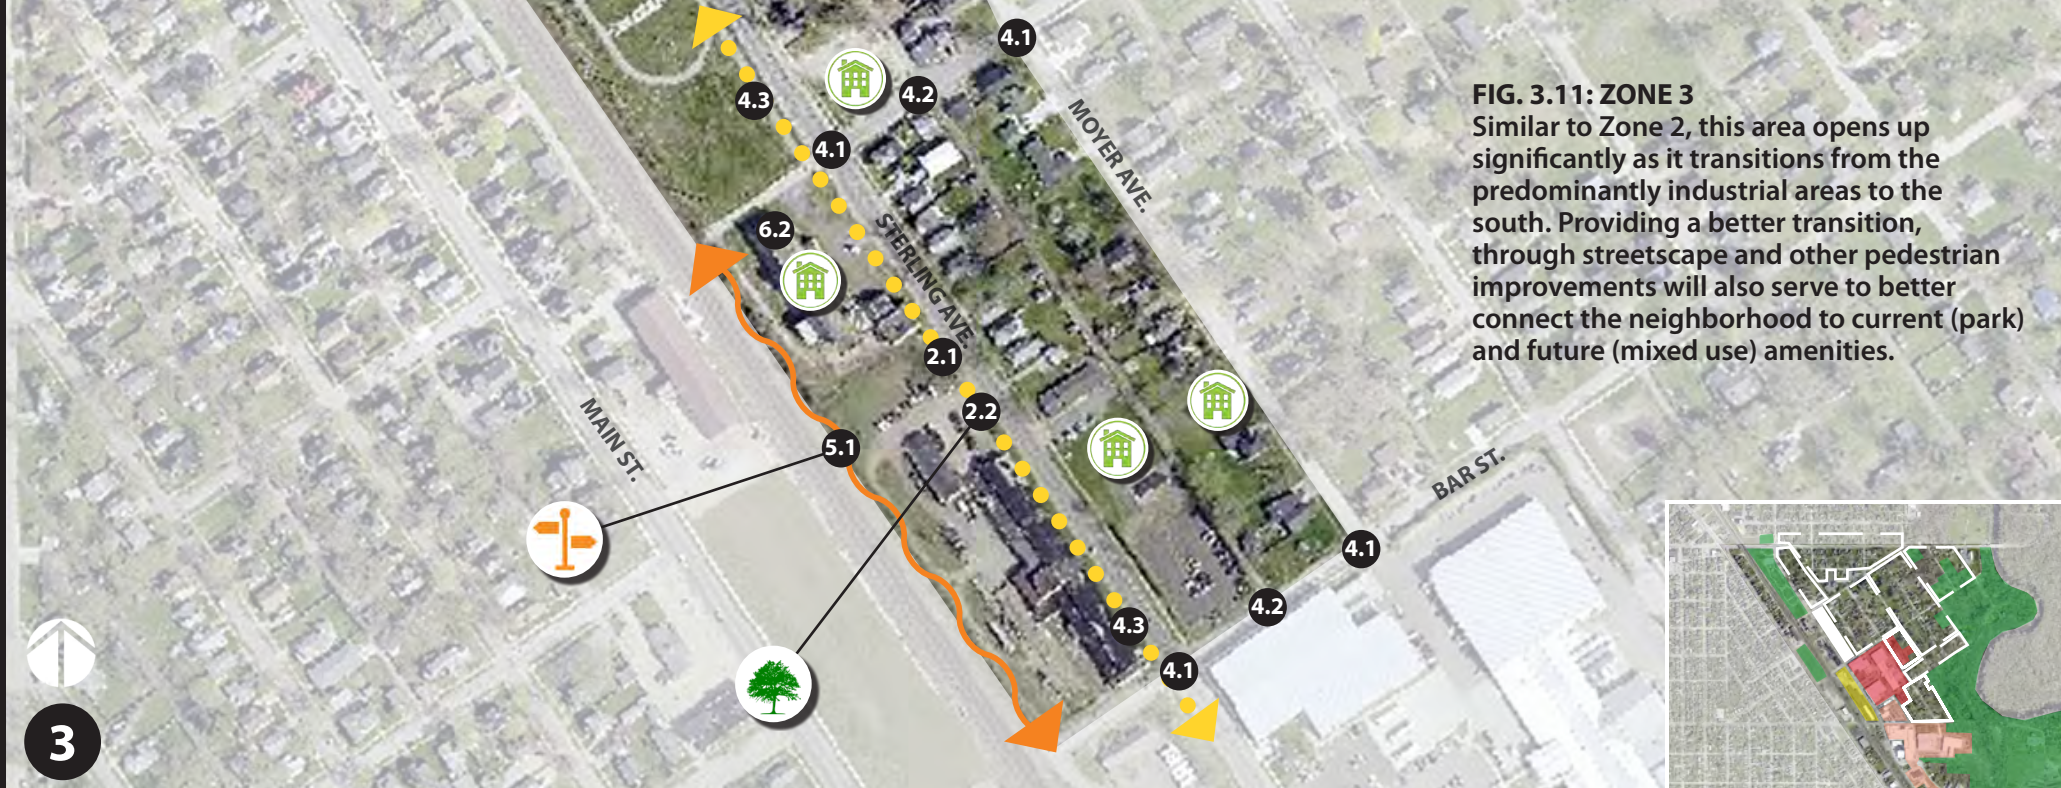 4.1
4.3
4.2
4.1
MOYER AVE.
FIG. 3.11: ZONE 3
Similar to Zone 2, this area opens up
significantly as it transitions from the
predominantly industrial areas to the
south. Providing a better transition,
through streetscape and other pedestrian
improvements will also serve to better
connect the neighborhood to current (park)
and future (mixed use) amenities.
6.2
STERLING AVE.
2.1
2.2
MAIN ST.
5.1
BAR ST.
4.1
4.2
4.3
4.1
3